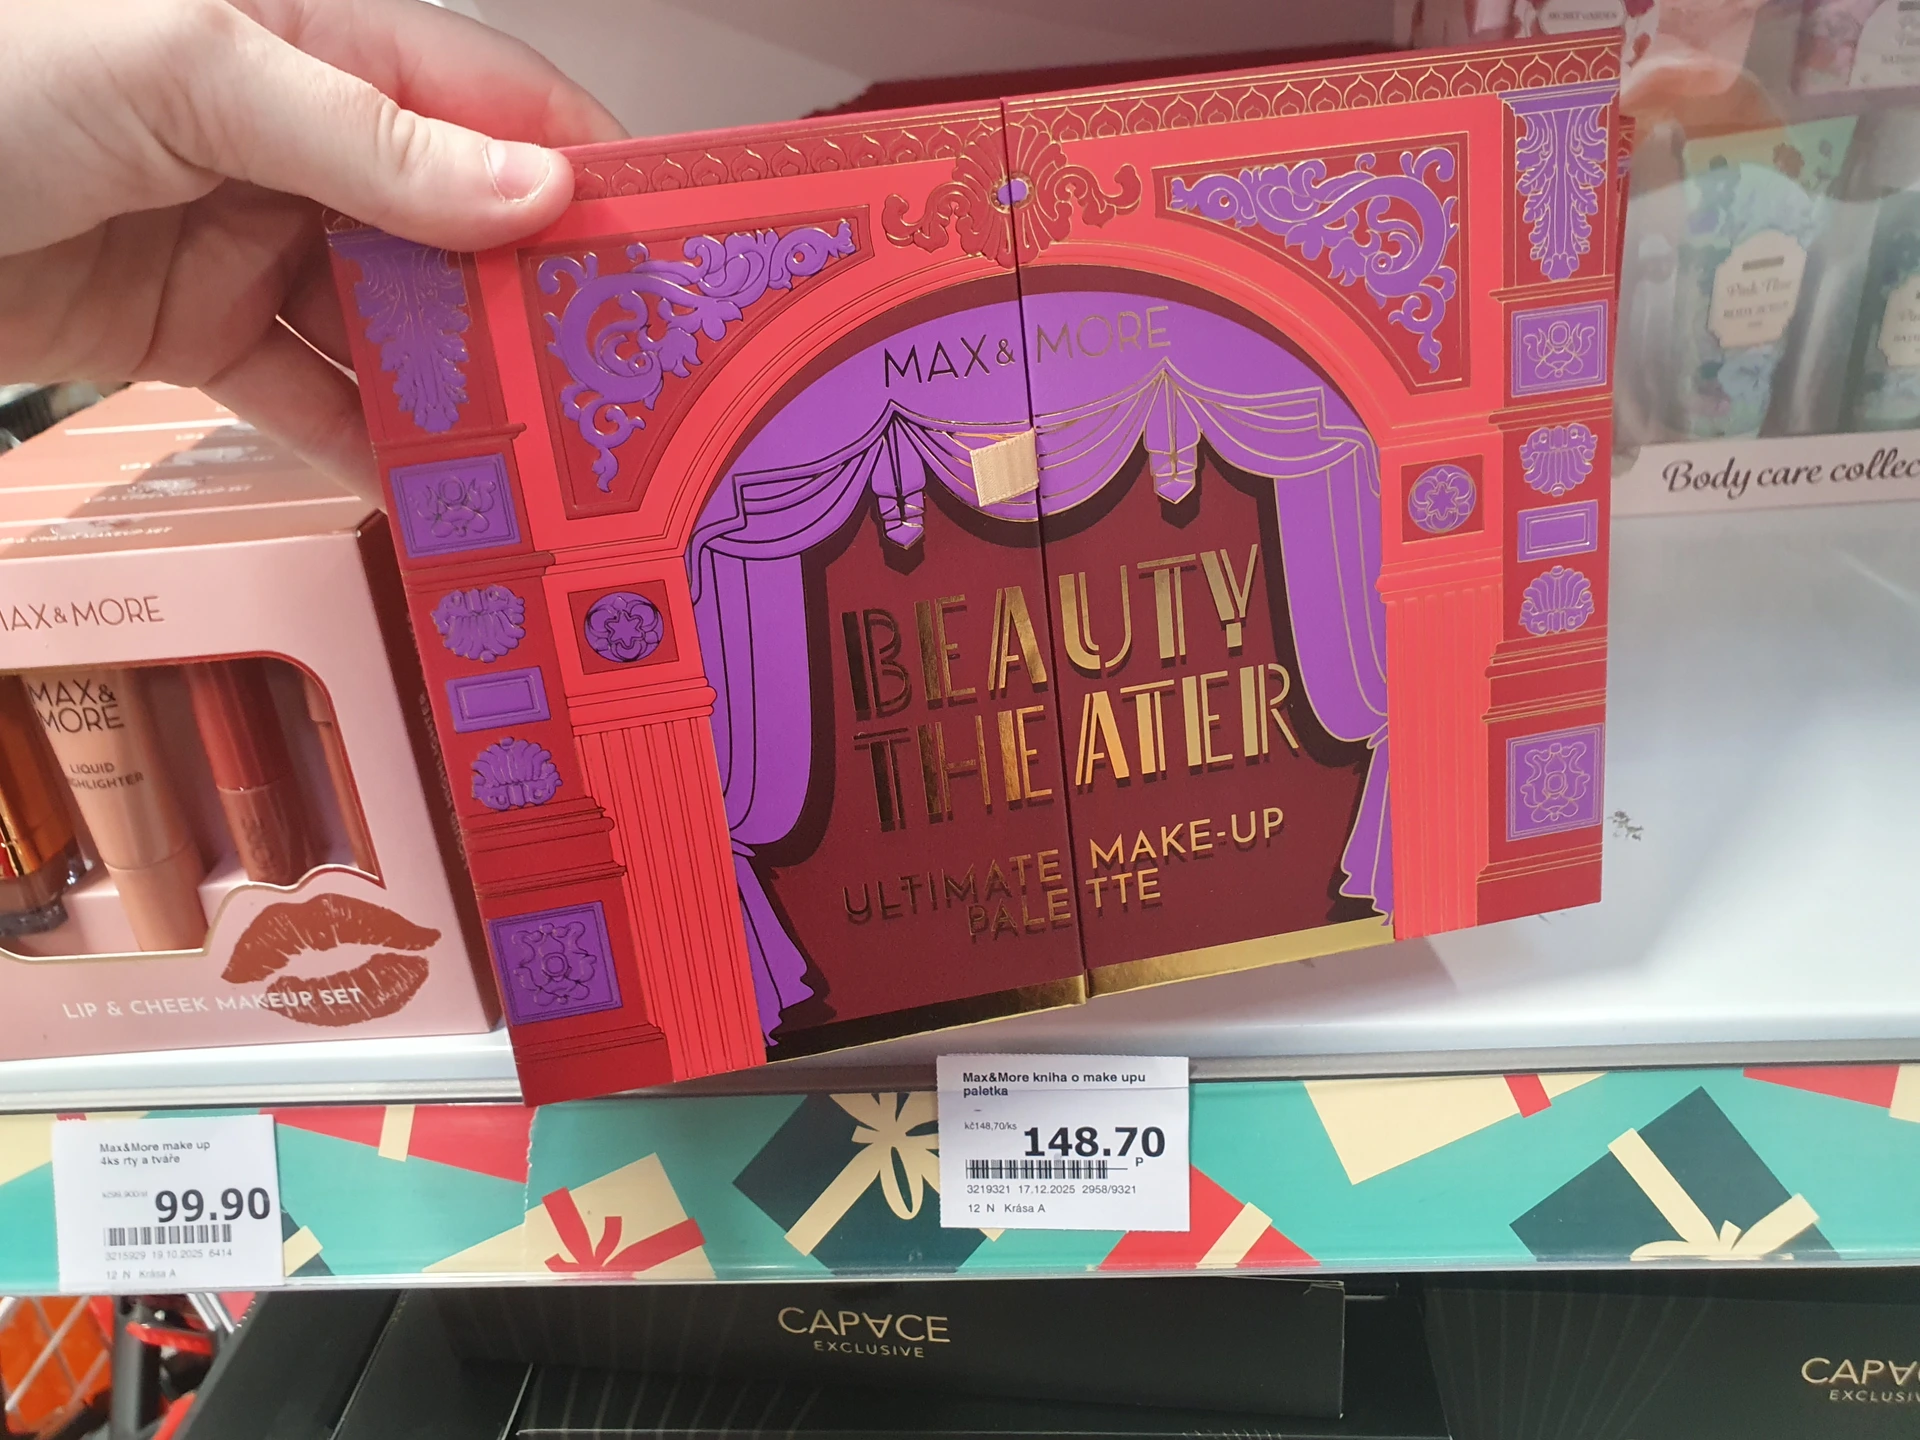 MAX & MORE
BEAUTY
THEATER
ULTIMATE MAKE-UP
PALETTE
MAX & MORE
MAX &
MORE
LIQUID
LIP & CHEEK MAKEUP SET
Body care collec
Pink Tlow
Max&More make up
4ks rty a tváře
99.90
3215929 19.10.2025 6414
12 N Krása A
Max&More kniha o make upu
paletka
–
kč148,70/ks
148.70
P
3219321 17.12.2025 2958/9321
12 N Krása A
CAPACE
EXCLUSIVE
CAPA
EXCLUSIV